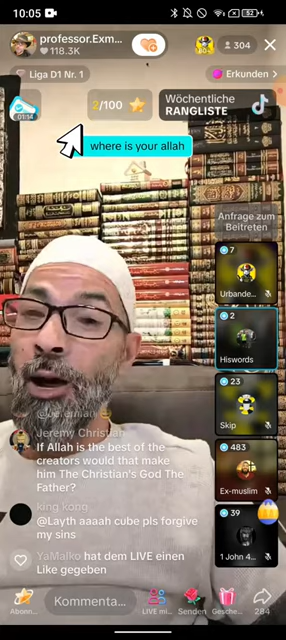 10:05
professor.Exm...
118.3K
304
Liga D1 Nr. 1
Erkunden >
01:14
2/100
Wöchentliche
RANGLISTE
where is your allah
Anfrage zum
Beitreten
7
Urbande...
2
Hiswords
23
Skip
483
Ex-muslim
39
1 John 4...
Jeremy Christian
If Allah is the best of the
creators would that make
him The Christian's God The
Father?
king kong
@Layth aaaah cube pls forgive
my sins
YaMalko hat dem LIVE einen
Like gegeben
Abonn...
Kommenta...
LIVE mi...
Senden
Gesche...
284